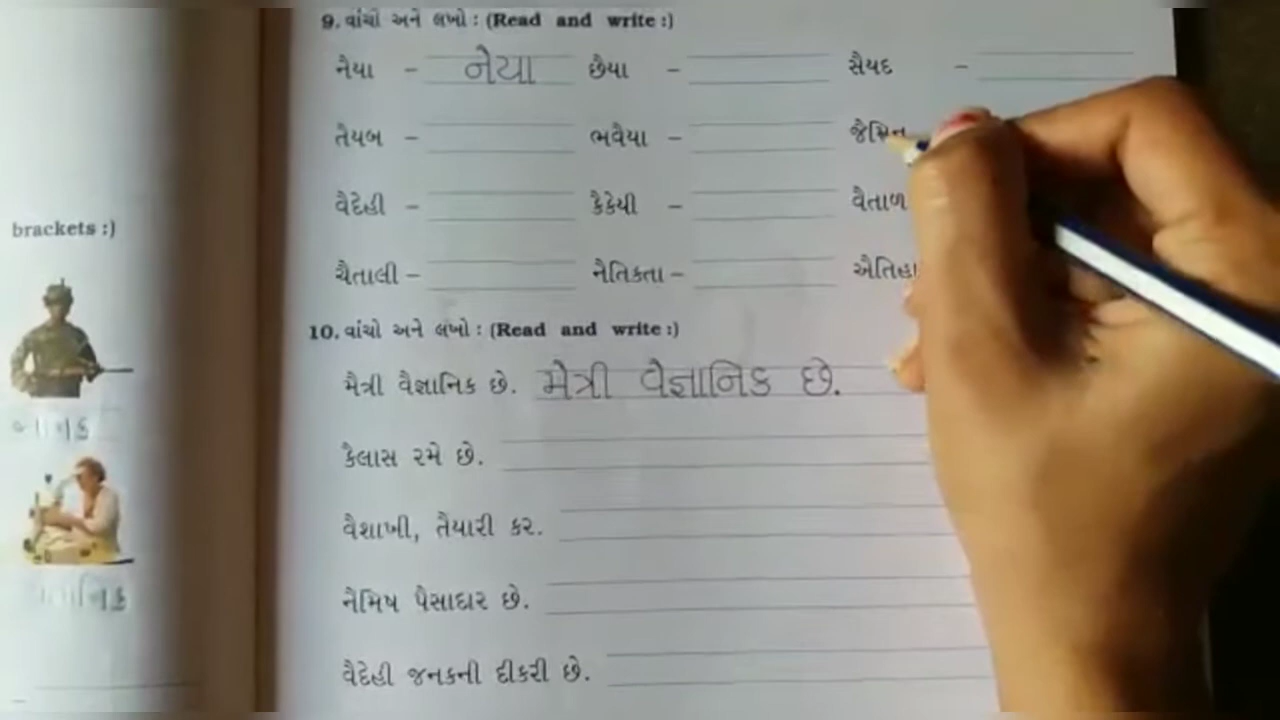 9. વાંચો અને લખો : (Read and write :)
નૈયા - નૈયા છૈયા - સૈયદ -
તૈયબ - ભવૈયા - જૈમિન
વૈદેહી - કૈકેયી - વૈતાળ
ચૈતાલી - નૈતિકતા - ઐતિહા
brackets :)
10. વાંચો અને લખો : (Read and write :)
મૈત્રી વૈજ્ઞાનિક છે. મૈત્રી વૈજ્ઞાનિક છે.
કૈલાસ રમે છે.
વૈશાખી, તૈયારી કર.
નૈમિષ પૈસાદાર છે.
વૈદેહી જનકની દીકરી છે.